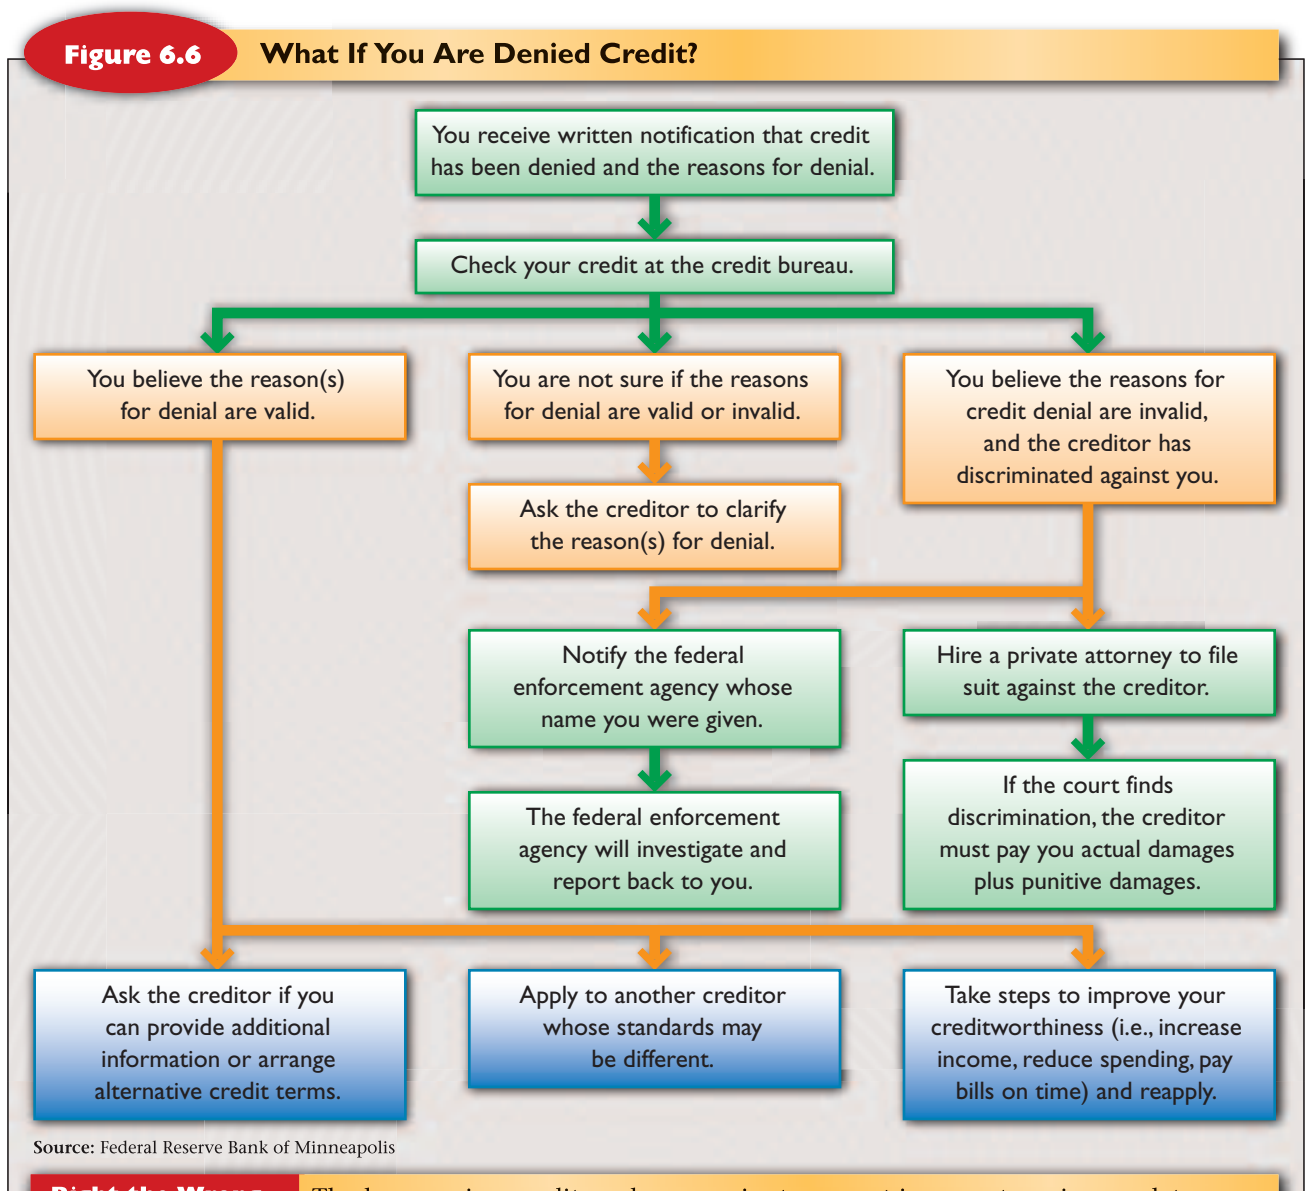 Figure 6.6
What If You Are Denied Credit?
You receive written notification that credit
has been denied and the reasons for denial.
Check your credit at the credit bureau.
You believe the reason(s)
for denial are valid.
You are not sure if the reasons
for denial are valid or invalid.
You believe the reasons for
credit denial are invalid,
and the creditor has
discriminated against you.
Ask the creditor to clarify
the reason(s) for denial.
Notify the federal
enforcement agency whose
name you were given.
Hire a private attorney to file
suit against the creditor.
The federal enforcement
agency will investigate and
report back to you.
If the court finds
discrimination, the creditor
must pay you actual damages
plus punitive damages.
Ask the creditor if you
can provide additional
information or arrange
alternative credit terms.
Apply to another creditor
whose standards may
be different.
Take steps to improve your
creditworthiness (i.e., increase
income, reduce spending, pay
bills on time) and reapply.
Source: Federal Reserve Bank of Minneapolis
Right the Wrong